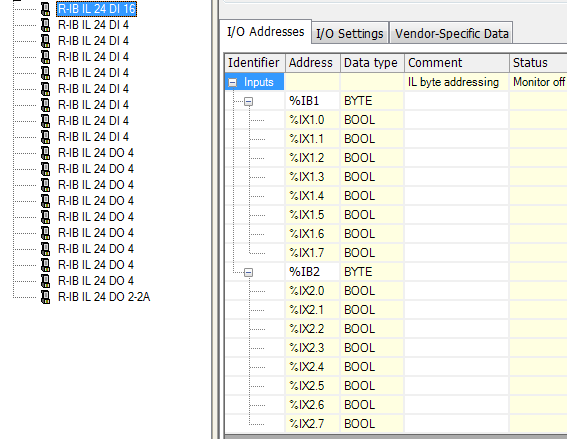 R-IB IL 24 DI 16
R-IB IL 24 DI 4
R-IB IL 24 DI 4
R-IB IL 24 DI 4
R-IB IL 24 DI 4
R-IB IL 24 DI 4
R-IB IL 24 DI 4
R-IB IL 24 DI 4
R-IB IL 24 DI 4
R-IB IL 24 DO 4
R-IB IL 24 DO 4
R-IB IL 24 DO 4
R-IB IL 24 DO 4
R-IB IL 24 DO 4
R-IB IL 24 DO 4
R-IB IL 24 DO 4
R-IB IL 24 DO 4
R-IB IL 24 DO 4
R-IB IL 24 DO 2-2A
I/O Addresses I/O Settings Vendor-Specific Data
Identifier Address Data type Comment Status
Inputs IL byte addressing Monitor off
%IB1 BYTE
%IX1.0 BOOL
%IX1.1 BOOL
%IX1.2 BOOL
%IX1.3 BOOL
%IX1.4 BOOL
%IX1.5 BOOL
%IX1.6 BOOL
%IX1.7 BOOL
%IB2 BYTE
%IX2.0 BOOL
%IX2.1 BOOL
%IX2.2 BOOL
%IX2.3 BOOL
%IX2.4 BOOL
%IX2.5 BOOL
%IX2.6 BOOL
%IX2.7 BOOL